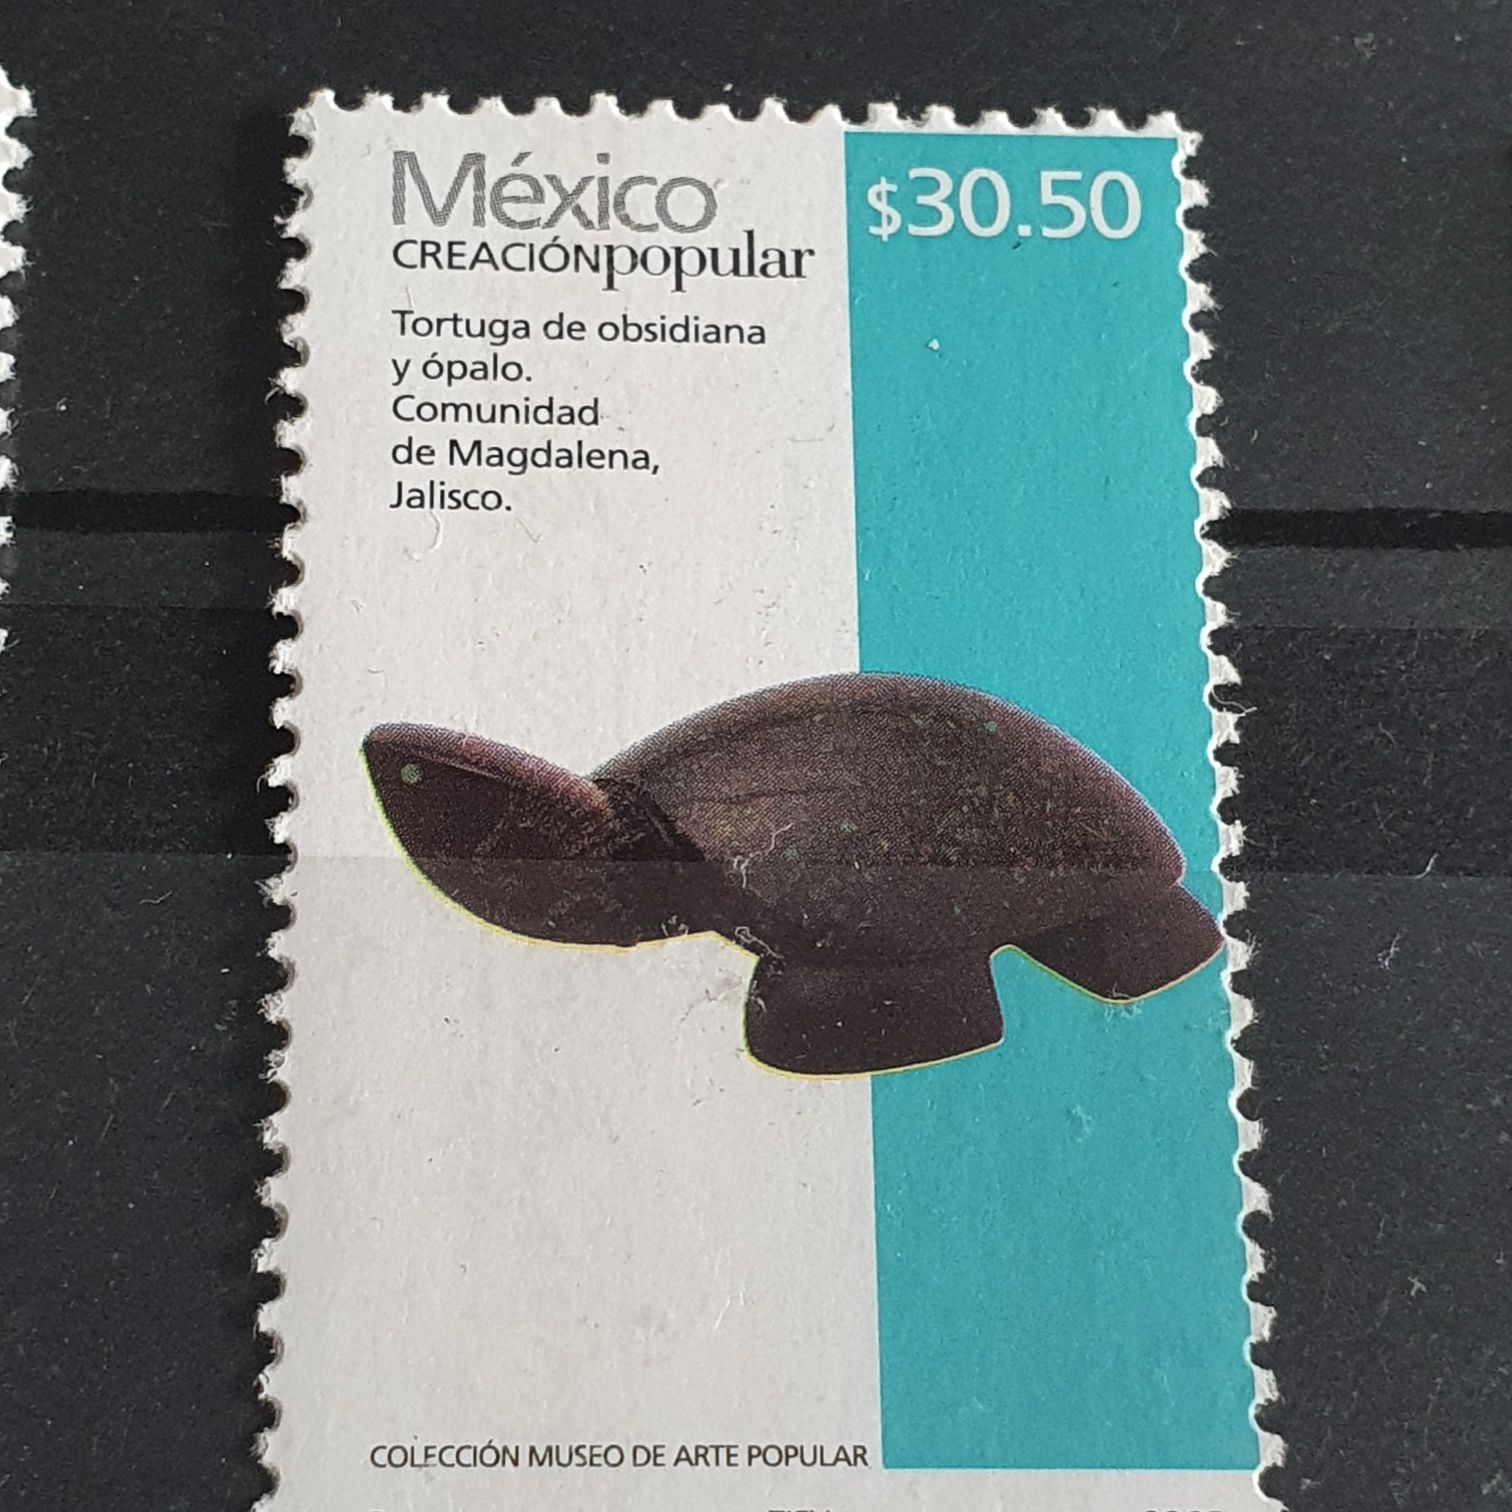 México
$30.50
CREACIÓNpopular
Tortuga de obsidiana
y ópalo.
Comunidad
de Magdalena,
Jalisco.
COLECCIÓN MUSEO DE ARTE POPULAR